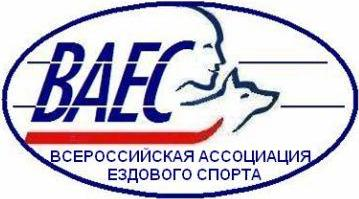 ВАЕС
ВСЕРОССИЙСКАЯ АССОЦИАЦИЯ
ЕЗДОВОГО СПОРТА